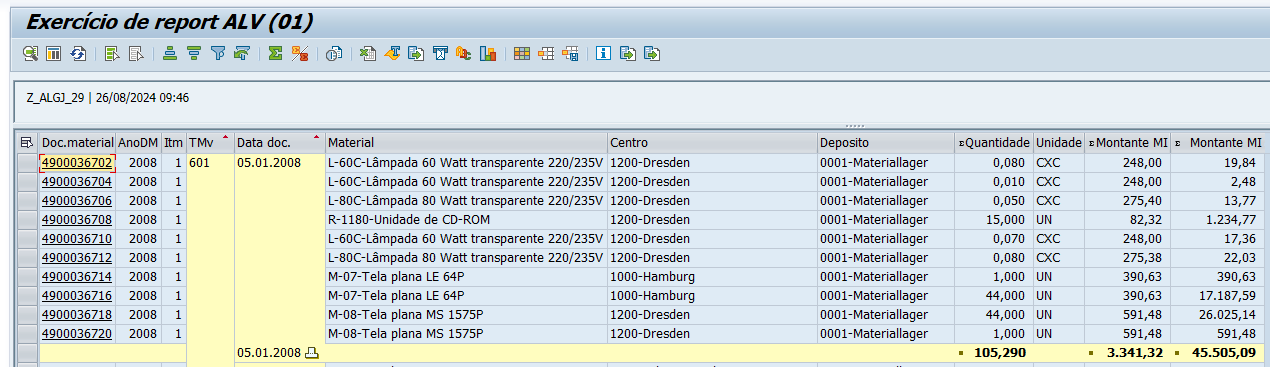 Exercício de report ALV (01)
Z_ALGJ_29 | 26/08/2024 09:46
Doc.material AnoDM Itm TMv Data doc. Material Centro Deposito Σ Quantidade Unidade Σ Montante MI Σ Montante MI
4900036702 2008 1 601 05.01.2008 L-60C-Lâmpada 60 Watt transparente 220/235V 1200-Dresden 0001-Materiallager 0,080 CXC 248,00 19,84
4900036704 2008 1 L-60C-Lâmpada 60 Watt transparente 220/235V 1200-Dresden 0001-Materiallager 0,010 CXC 248,00 2,48
4900036706 2008 1 L-80C-Lâmpada 80 Watt transparente 220/235V 1200-Dresden 0001-Materiallager 0,050 CXC 275,40 13,77
4900036708 2008 1 R-1180-Unidade de CD-ROM 1200-Dresden 0001-Materiallager 15,000 UN 82,32 1.234,77
4900036710 2008 1 L-60C-Lâmpada 60 Watt transparente 220/235V 1200-Dresden 0001-Materiallager 0,070 CXC 248,00 17,36
4900036712 2008 1 L-80C-Lâmpada 80 Watt transparente 220/235V 1200-Dresden 0001-Materiallager 0,080 CXC 275,38 22,03
4900036714 2008 1 M-07-Tela plana LE 64P 1000-Hamburg 0001-Materiallager 1,000 UN 390,63 390,63
4900036716 2008 1 M-07-Tela plana LE 64P 1000-Hamburg 0001-Materiallager 44,000 UN 390,63 17.187,59
4900036718 2008 1 M-08-Tela plana MS 1575P 1200-Dresden 0001-Materiallager 44,000 UN 591,48 26.025,14
4900036720 2008 1 M-08-Tela plana MS 1575P 1200-Dresden 0001-Materiallager 1,000 UN 591,48 591,48
05.01.2008 105,290 3.341,32 45.505,09